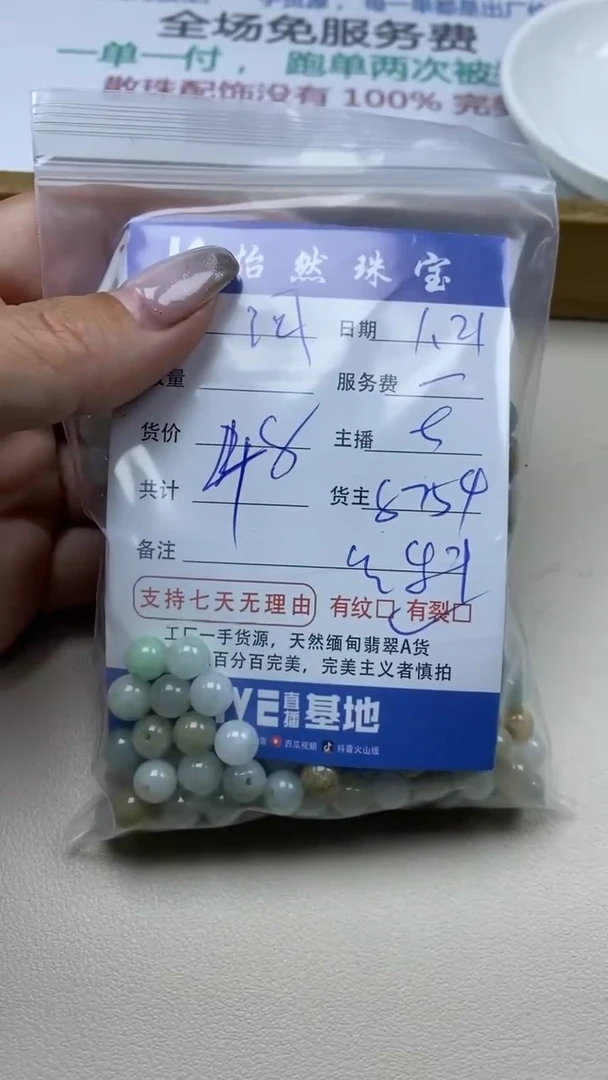 全场免服务费
一单一付，跑单两次被
散珠配饰没有 100% 完
怡然珠宝
日期 1.21
量 服务费 一
货价 48 主播
共计 货主 8754
备注
支持七天无理由 有纹□ 有裂□
工厂一手货源，天然缅甸翡翠A货
百分百完美，完美主义者慎拍
VE直播基地
西瓜视频 抖音火山版